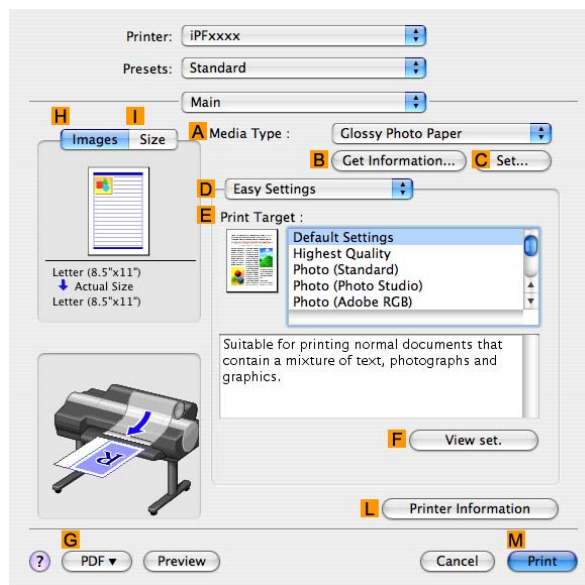 Printer: iPFxxxx
Presets: Standard
Main
H I
Images Size
A Media Type : Glossy Photo Paper
B Get Information... C Set...
D Easy Settings
E Print Target :
Default Settings
Highest Quality
Photo (Standard)
Photo (Photo Studio)
Photo (Adobe RGB)
Letter (8.5"x11")
Actual Size
Letter (8.5"x11")
Suitable for printing normal documents that
contain a mixture of text, photographs and
graphics.
R
F View set.
L Printer Information
G M
? PDF ▾ Preview Cancel Print